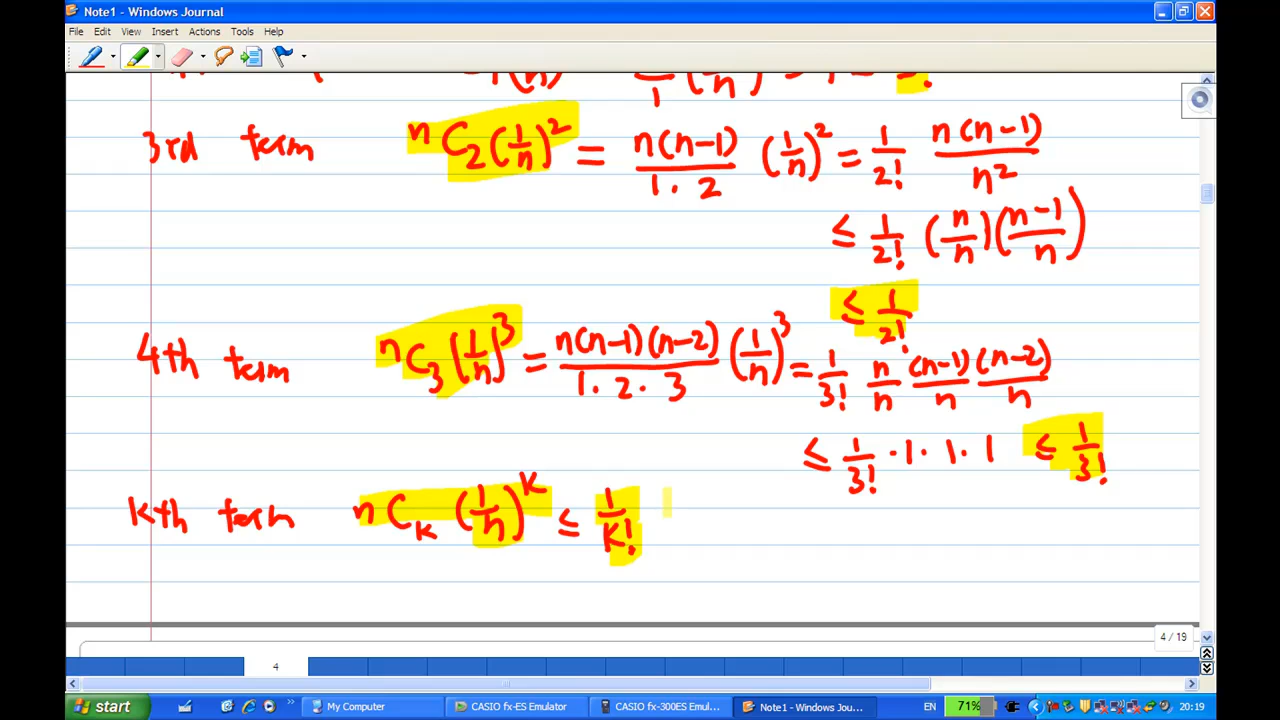 Note1 - Windows Journal
File Edit View Insert Actions Tools Help
3rd term nC2 (1/n)^2 = n(n-1)/1·2 (1/n)^2 = 1/2! n(n-1)/n^2
≤ 1/2! (n/n)(n-1/n)
≤ 1/2!
4th term nC3 (1/n)^3 = n(n-1)(n-2)/1·2·3 (1/n)^3 = 1/3! n/n (n-1)/n (n-2)/n
≤ 1/3! ·1·1·1 ≤ 1/3!
kth term nCk (1/n)^k ≤ 1/k!
4 / 19
4
start My Computer CASIO fx-ES Emulator CASIO fx-300ES Emul... Note1 - Windows Jou... EN 71% 20:19